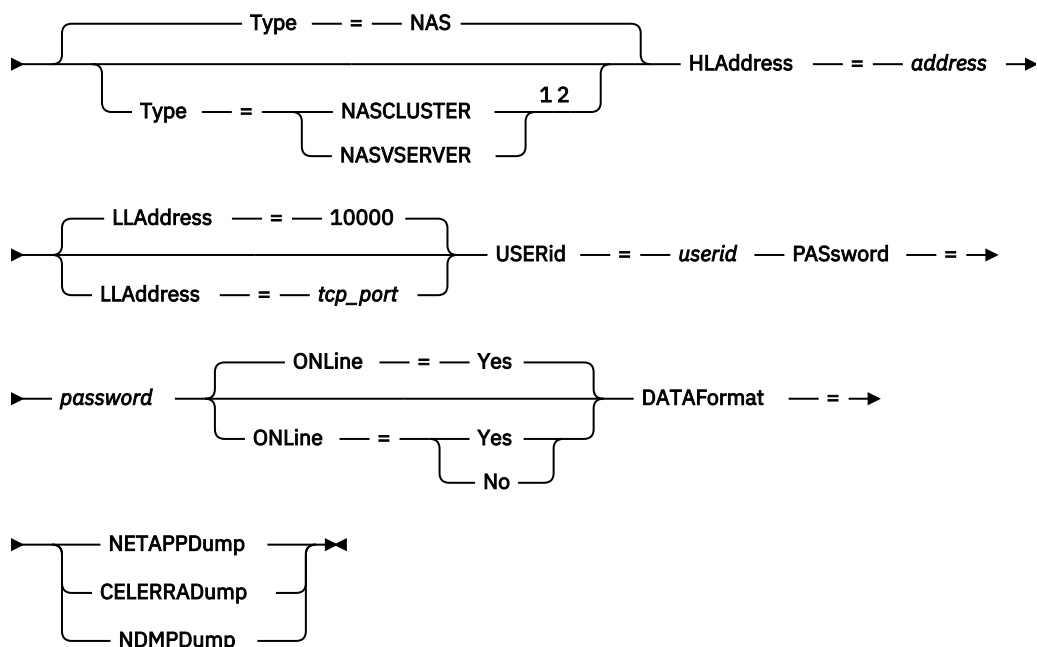 Type = NAS
HLAddress = address
1 2
Type = NASCLUSTER
NASVSERVER
LLAddress = 10000
USERid = userid PASsword =
LLAddress = tcp_port
ONLine = Yes
password DATAFormat =
ONLine = Yes
No
NETAPPDump
CELERRADump
NDMPDump